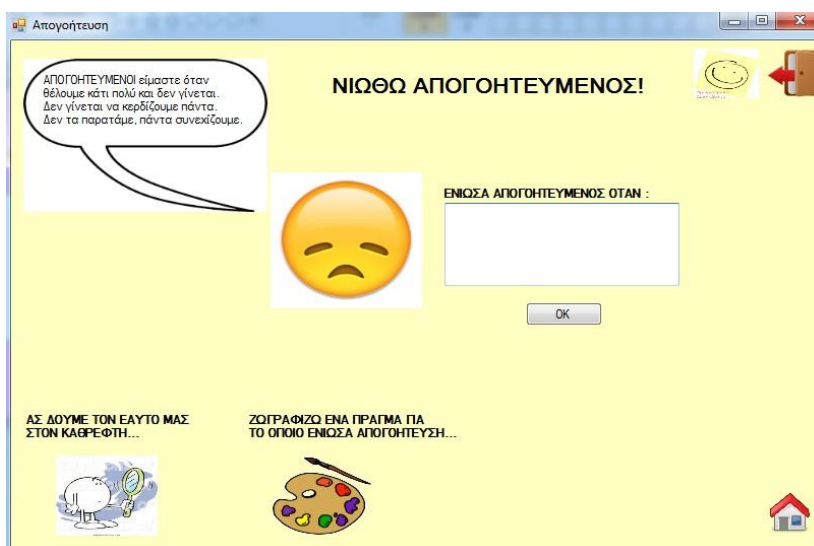 Απογοήτευση
ΑΠΟΓΟΗΤΕΥΜΕΝΟΙ είμαστε όταν
θέλουμε κάτι πολύ και δεν γίνεται.
Δεν γίνεται να κερδίζουμε πάντα.
Δεν τα παρατάμε, πάντα συνεχίζουμε.
ΝΙΩΘΩ ΑΠΟΓΟΗΤΕΥΜΕΝΟΣ!
ΕΝΙΩΣΑ ΑΠΟΓΟΗΤΕΥΜΕΝΟΣ ΟΤΑΝ :
OK
ΑΣ ΔΟΥΜΕ ΤΟΝ ΕΑΥΤΟ ΜΑΣ
ΣΤΟΝ ΚΑΘΡΕΦΤΗ...
ΖΩΓΡΑΦΙΖΩ ΕΝΑ ΠΡΑΓΜΑ ΓΙΑ
ΤΟ ΟΠΟΙΟ ΕΝΙΩΣΑ ΑΠΟΓΟΗΤΕΥΣΗ...